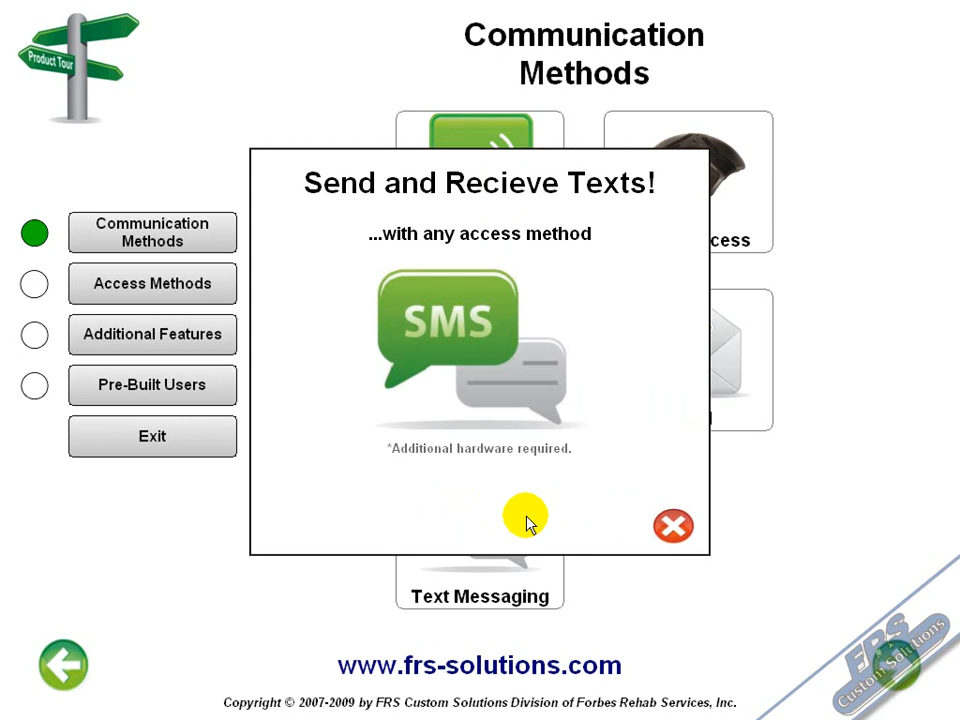 Product Tour
Communication
Methods
Send and Recieve Texts!
...with any access method
SMS
*Additional hardware required.
cess
Communication
Methods
Access Methods
Additional Features
Pre-Built Users
Exit
Text Messaging
www.frs-solutions.com
FRS
Custom Solutions
Copyright © 2007-2009 by FRS Custom Solutions Division of Forbes Rehab Services, Inc.